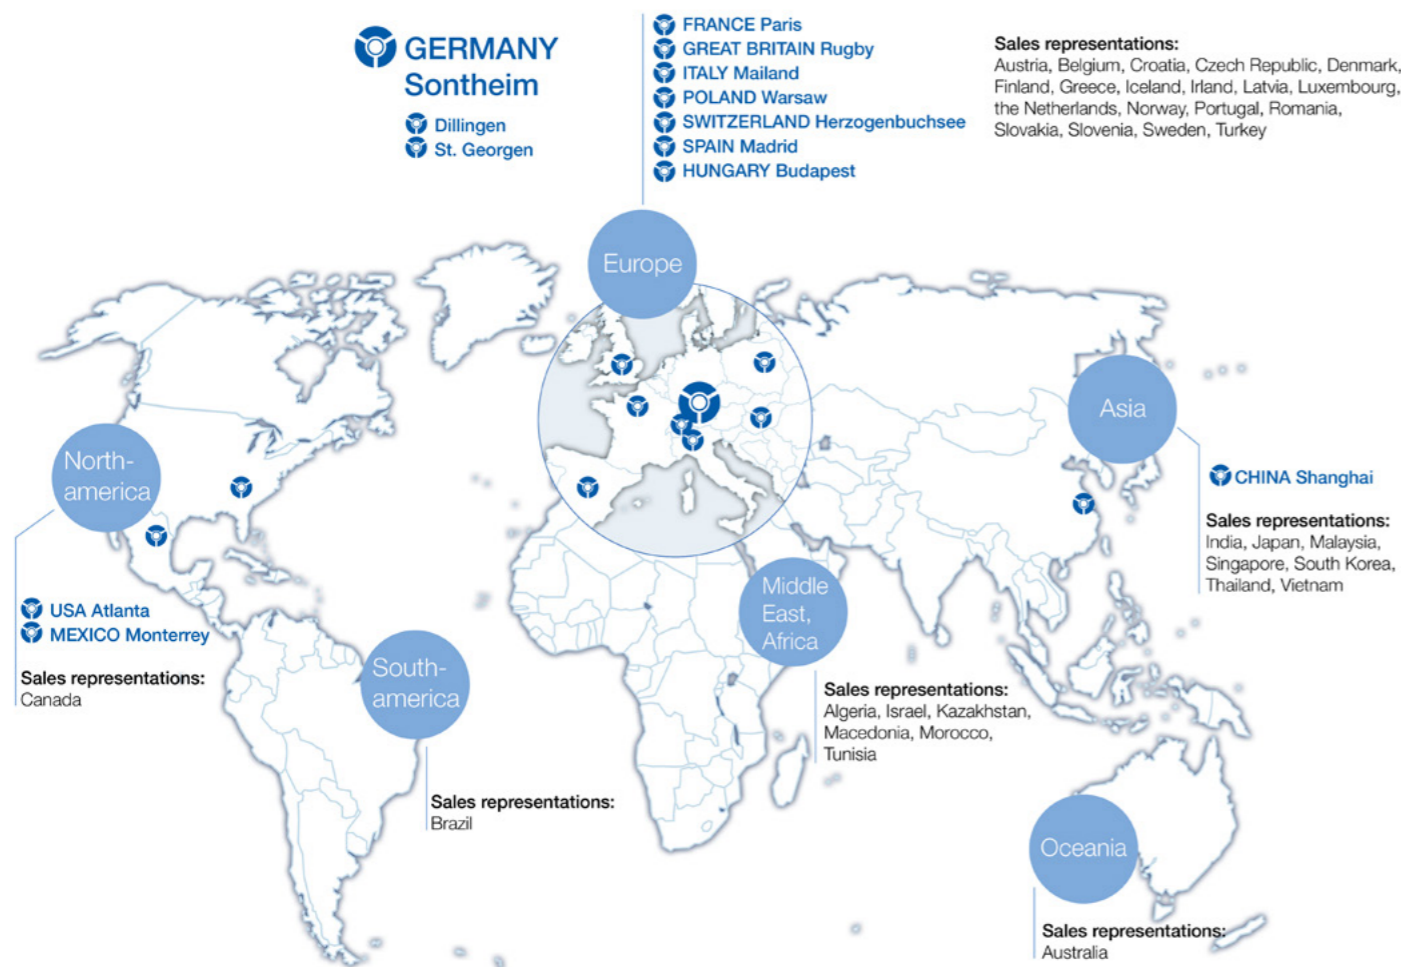 GERMANY
Sontheim
Dillingen
St. Georgen
FRANCE Paris
GREAT BRITAIN Rugby
ITALY Mailand
POLAND Warsaw
SWITZERLAND Herzogenbuchsee
SPAIN Madrid
HUNGARY Budapest
Sales representations:
Austria, Belgium, Croatia, Czech Republic, Denmark,
Finland, Greece, Iceland, Irland, Latvia, Luxembourg,
the Netherlands, Norway, Portugal, Romania,
Slovakia, Slovenia, Sweden, Turkey
Europe
Asia
CHINA Shanghai
Sales representations:
India, Japan, Malaysia,
Singapore, South Korea,
Thailand, Vietnam
North-
america
USA Atlanta
MEXICO Monterrey
Sales representations:
Canada
South-
america
Sales representations:
Brazil
Middle
East,
Africa
Sales representations:
Algeria, Israel, Kazakhstan,
Macedonia, Morocco,
Tunisia
Oceania
Sales representations:
Australia